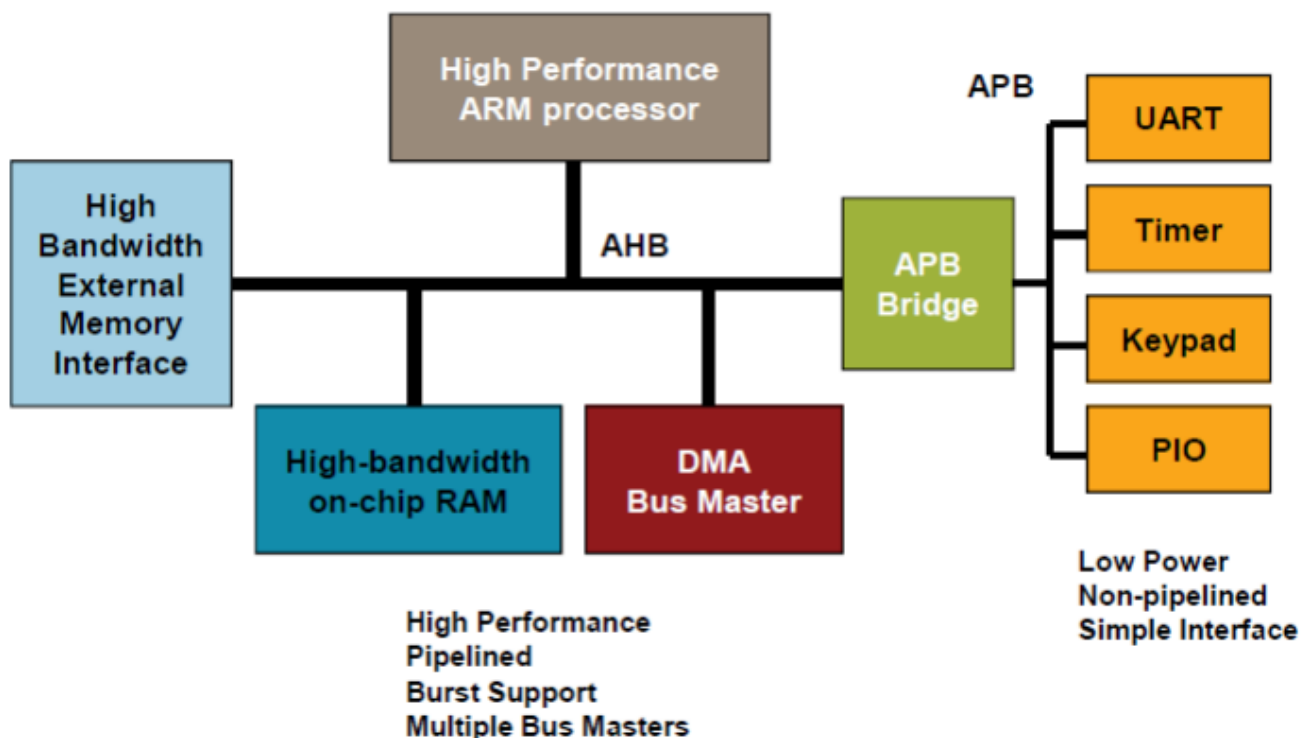 High Performance
ARM processor
APB
UART
High
Bandwidth
External
Memory
Interface
AHB
APB
Bridge
Timer
Keypad
PIO
High-bandwidth
on-chip RAM
DMA
Bus Master
Low Power
Non-pipelined
Simple Interface
High Performance
Pipelined
Burst Support
Multiple Bus Masters